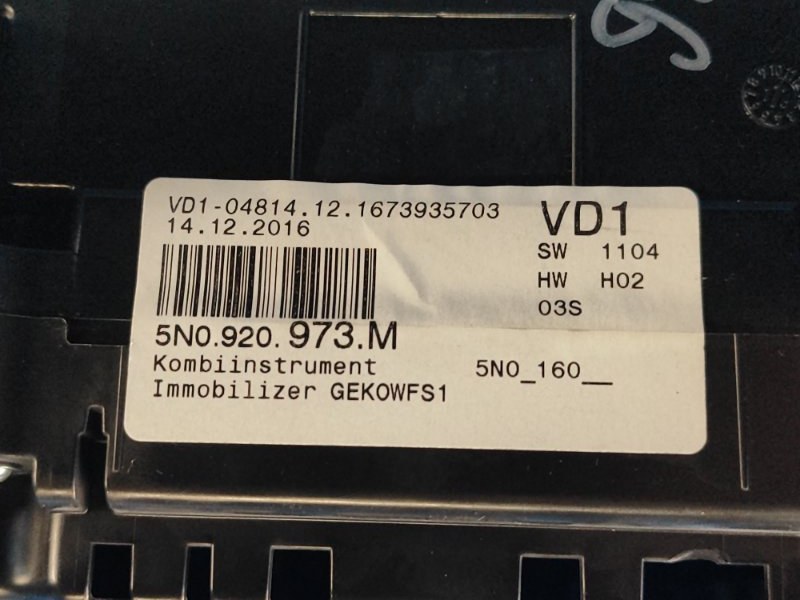 VD1-04814.12.1673935703
14.12.2016
VD1
SW 1104
HW H02
03S
5N0.920.973.M
Kombiinstrument 5N0_160__
Immobilizer GEKOWFS1